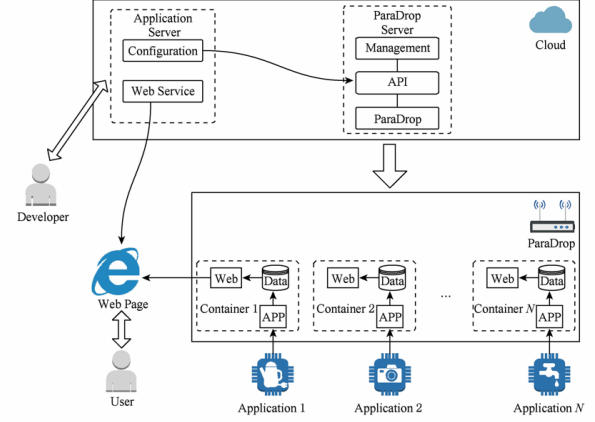 Application
Server
Configuration
Web Service
ParaDrop
Server
Management
API
ParaDrop
Cloud
Developer
ParaDrop
Web
Data
Container 1
APP
Web
Data
Container 2
APP
...
Web
Data
Container N
APP
Web Page
User
Application 1
Application 2
Application N